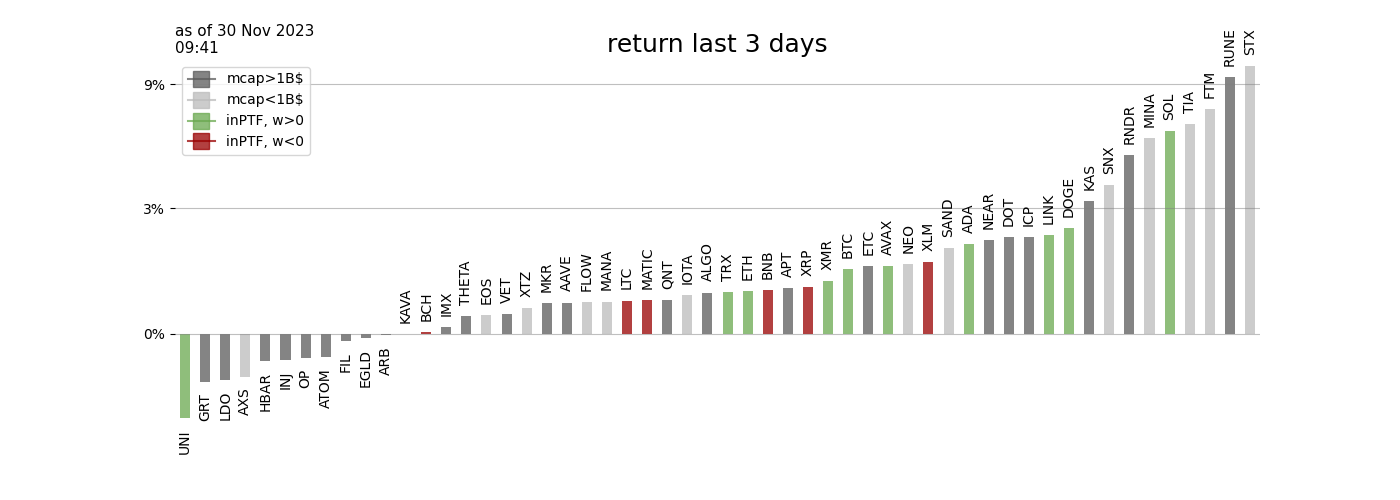 as of 30 Nov 2023
09:41
return last 3 days
mcap>1B$
mcap<1B$
inPTF, w>0
inPTF, w<0
9%
3%
0%
UNI
GRT
LDO
AXS
HBAR
INJ
OP
ATOM
FIL
EGLD
ARB
KAVA
BCH
IMX
THETA
EOS
VET
XTZ
MKR
AAVE
FLOW
MANA
LTC
MATIC
QNT
IOTA
ALGO
TRX
ETH
BNB
APT
XRP
XMR
BTC
ETC
AVAX
NEO
XLM
SAND
ADA
NEAR
DOT
ICP
LINK
DOGE
KAS
SNX
RNDR
MINA
SOL
TIA
FTM
RUNE
STX